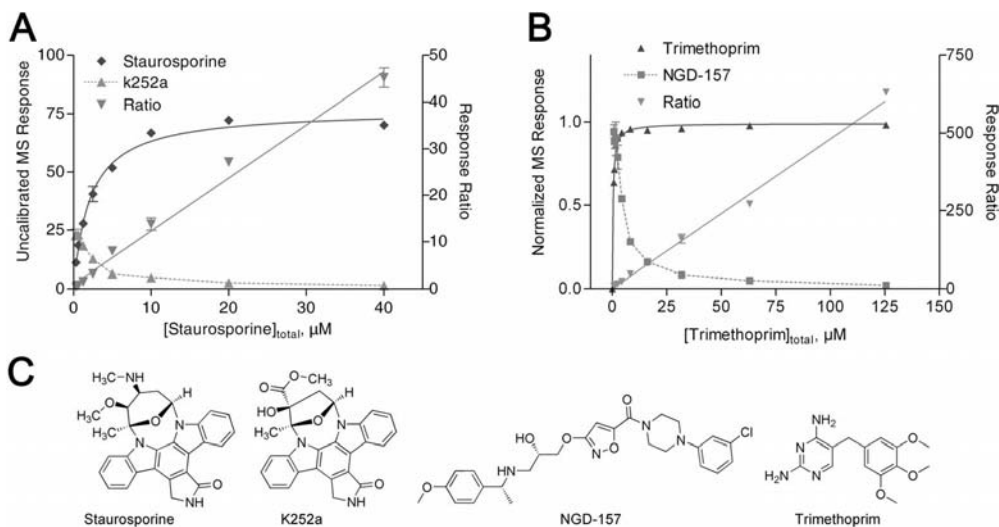 A
Staurosporine
k252a
Ratio
Uncalibrated MS Response
100
75
50
25
0
Response Ratio
50
40
30
20
10
0
0 10 20 30 40
[Staurosporine]total, µM
B
Trimethoprim
NGD-157
Ratio
Normalized MS Response
1.0
0.5
0.0
Response Ratio
750
500
250
0
0 25 50 75 100 125
[Trimethoprim]total, µM
C
H₃C NH
H₃C O
H₃C
O
H
N N
O
NH
Staurosporine
O O CH₃
HO
H₃C
O
H
N N
O
NH
K252a
O
O
HN
OH
O
N O
O
N
N
Cl
NGD-157
NH₂
N
H₂N N
O
O
O
Trimethoprim